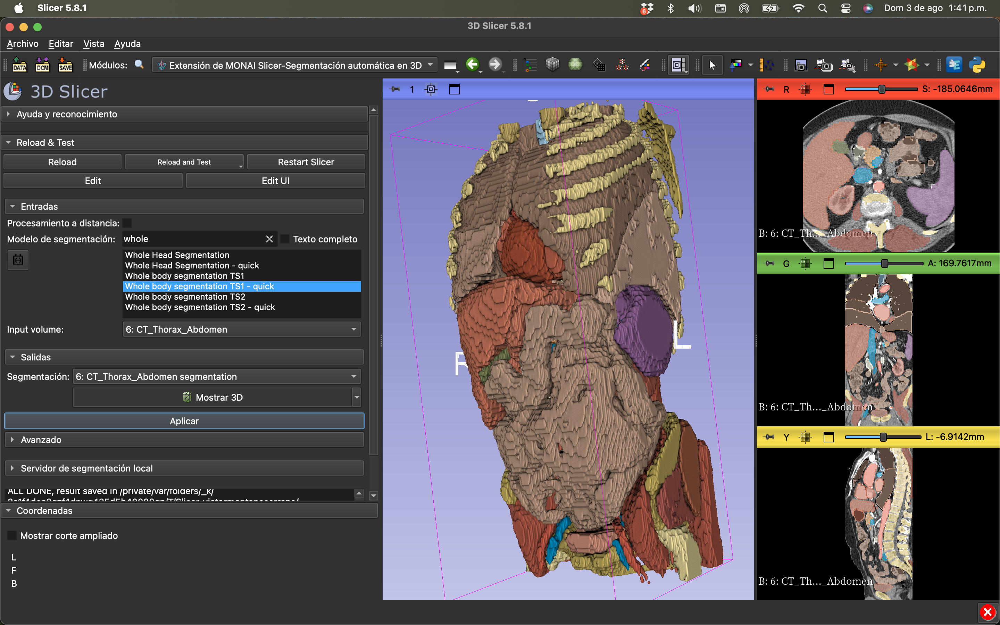 Slicer 5.8.1
6
Dom 3 de ago 1:41 p.m.
3D Slicer 5.8.1
Archivo Editar Vista Ayuda
DATA DCM SAVE Módulos: Extensión de MONAI Slicer-Segmentación automática en 3D
3D Slicer
Ayuda y reconocimiento
Reload & Test
Reload Reload and Test Restart Slicer
Edit Edit UI
Entradas
Procesamiento a distancia:
Modelo de segmentación: whole Texto completo
Whole Head Segmentation
Whole Head Segmentation - quick
Whole body segmentation TS1
Whole body segmentation TS1 - quick
Whole body segmentation TS2
Whole body segmentation TS2 - quick
Input volume: 6: CT_Thorax_Abdomen
Salidas
Segmentación: 6: CT_Thorax_Abdomen segmentation
Mostrar 3D
Aplicar
Avanzado
Servidor de segmentación local
ALL DONE, result saved in /private/var/folders/_k/
Coordenadas
Mostrar corte ampliado
L
F
B
1
R
L
R S: -185.0646mm
B: 6: CT_Th..._Abdomen
G A: 169.7617mm
B: 6: CT_Th..._Abdomen
Y L: -6.9142mm
B: 6: CT_Th..._Abdomen